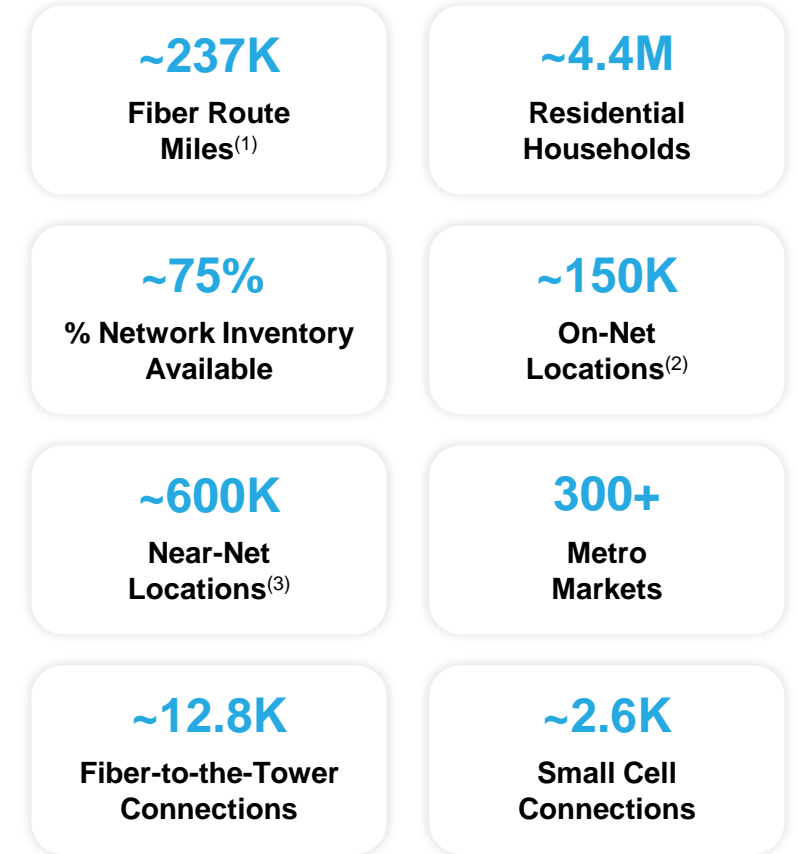 ~237K
Fiber Route
Miles(1)
~4.4M
Residential
Households
~75%
% Network Inventory
Available
~150K
On-Net
Locations(2)
~600K
Near-Net
Locations(3)
300+
Metro
Markets
~12.8K
Fiber-to-the-Tower
Connections
~2.6K
Small Cell
Connections